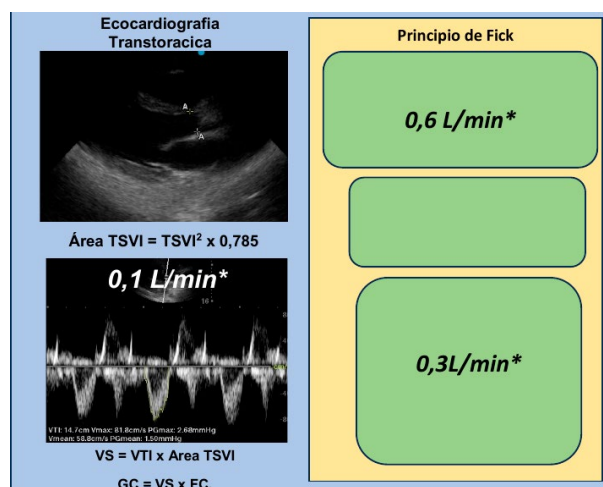 Ecocardiografia
Transtoracica
A
A
Área TSVI = TSVI² x 0,785
0,1 L/min*
10
VTI: 14.7cm Vmax: 81.8cm/s PGmax: 2.68mmHg
Vmean: 58.8cm/s PGmean: 1.50mmHg
VS = VTI x Area TSVI
GC = VS x FC
Principio de Fick
0,6 L/min*
0,3L/min*